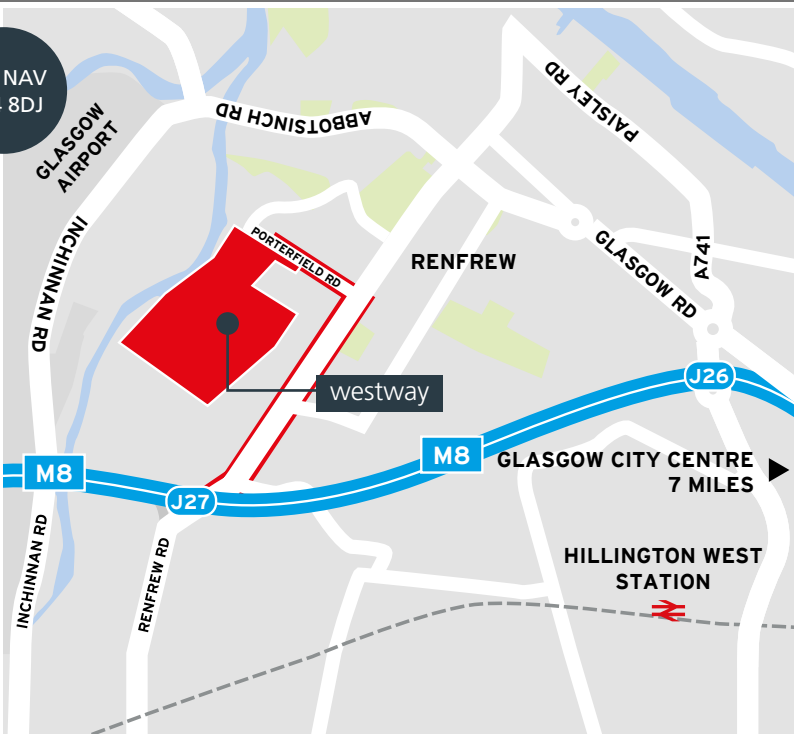 NAV
8DJ
GLASGOW
AIRPORT
ABBOTSINCH RD
PAISLEY RD
INCHINNAN RD
PORTERFIELD RD
RENFREW
GLASGOW RD
A741
westway
J26
M8
M8
GLASGOW CITY CENTRE
7 MILES
J27
INCHINNAN RD
RENFREW RD
HILLINGTON WEST
STATION